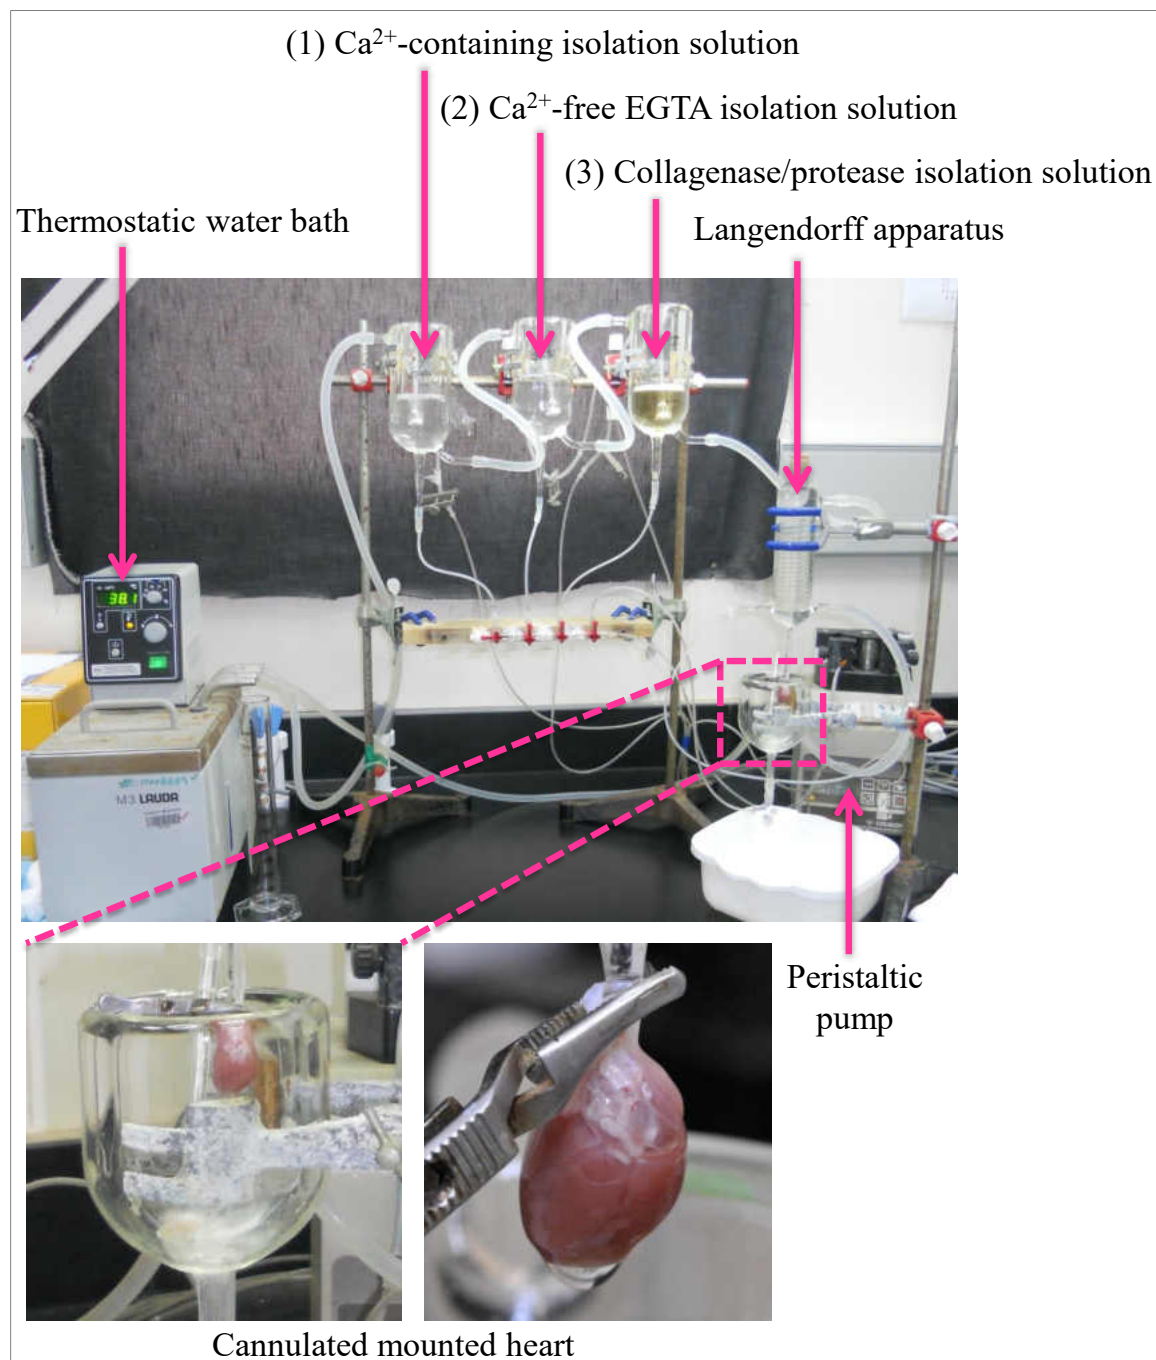 (1) Ca²⁺-containing isolation solution
(2) Ca²⁺-free EGTA isolation solution
(3) Collagenase/protease isolation solution
Thermostatic water bath
Langendorff apparatus
38.1
M3 LAUDA
Peristaltic
pump
Cannulated mounted heart